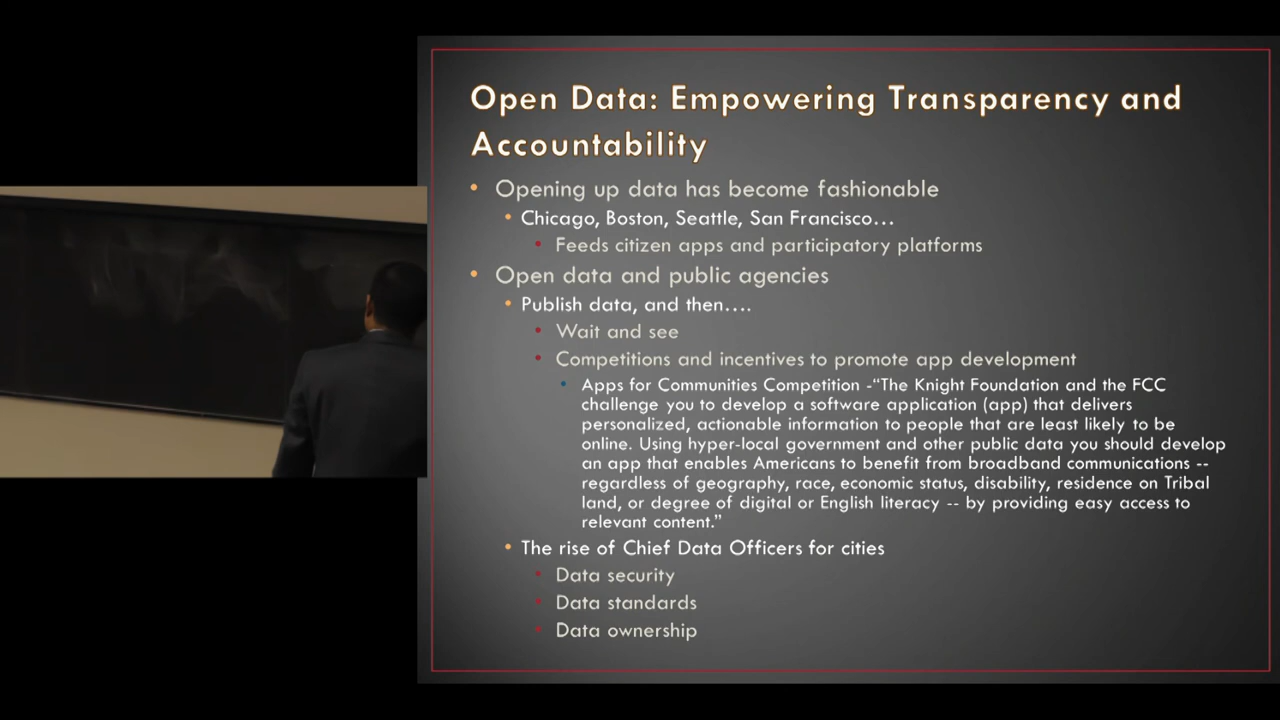 Open Data: Empowering Transparency and
Accountability
• Opening up data has become fashionable
• Chicago, Boston, Seattle, San Francisco…
• Feeds citizen apps and participatory platforms
• Open data and public agencies
• Publish data, and then….
• Wait and see
• Competitions and incentives to promote app development
• Apps for Communities Competition -“The Knight Foundation and the FCC
challenge you to develop a software application (app) that delivers
personalized, actionable information to people that are least likely to be
online. Using hyper-local government and other public data you should develop
an app that enables Americans to benefit from broadband communications --
regardless of geography, race, economic status, disability, residence on Tribal
land, or degree of digital or English literacy -- by providing easy access to
relevant content.”
• The rise of Chief Data Officers for cities
• Data security
• Data standards
• Data ownership